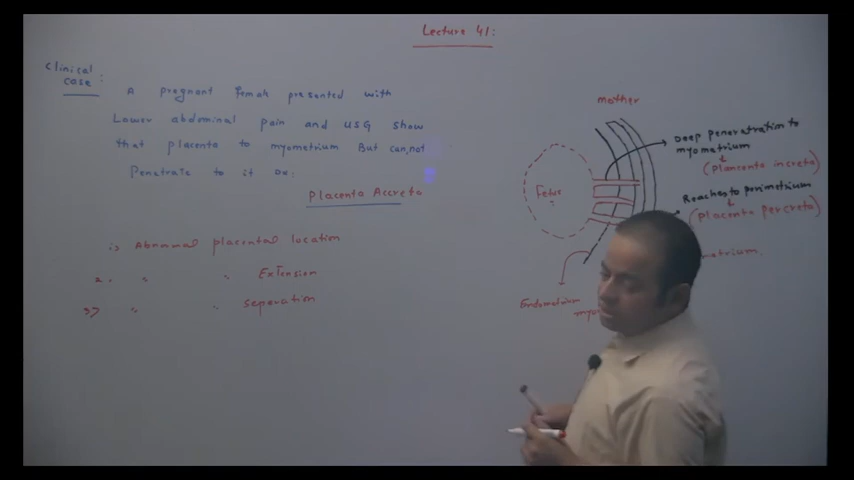 Lecture 41:
Clinical
case:
A pregnant female presented with
Lower abdominal pain and USG show
that placenta to myometrium But can,not
Penetrate to it Dx:
Placenta Accreta
1) Abnormal placental location
2. " " Extension
3) " " seperation
mother
Deep penetration to
myometrium
(Plancenta increta)
Reaches to perimetrium
(placenta percreta)
Fetus
Endometrium